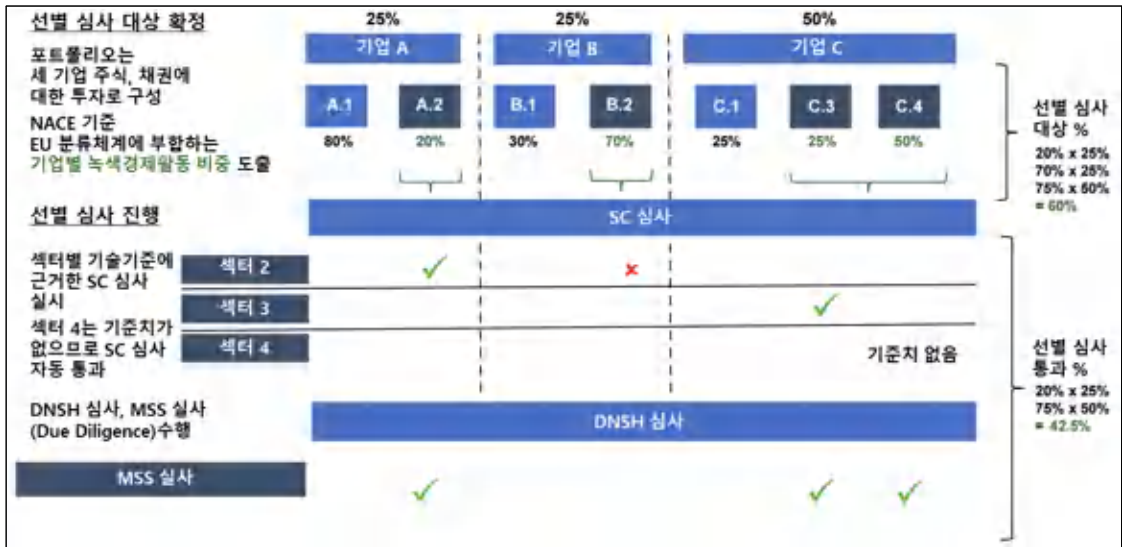 선별 심사 대상 확정
25%
25%
50%
기업 A
기업 B
기업 C
포트폴리오는
세 기업 주식, 채권에
대한 투자로 구성
A.1
A.2
B.1
B.2
C.1
C.3
C.4
80%
20%
30%
70%
25%
25%
50%
NACE 기준
EU 분류체계에 부합하는
기업별 녹색경제활동 비중 도출
선별 심사
대상 %
20% x 25%
70% x 25%
75% x 50%
= 60%
선별 심사 진행
SC 심사
섹터별 기술기준에
근거한 SC 심사
실시
섹터 4는 기준치가
없으므로 SC 심사
자동 통과
섹터 2
섹터 3
섹터 4
기준치 없음
선별 심사
통과 %
20% x 25%
75% x 50%
= 42.5%
DNSH 심사, MSS 실사
(Due Diligence)수행
DNSH 심사
MSS 실사